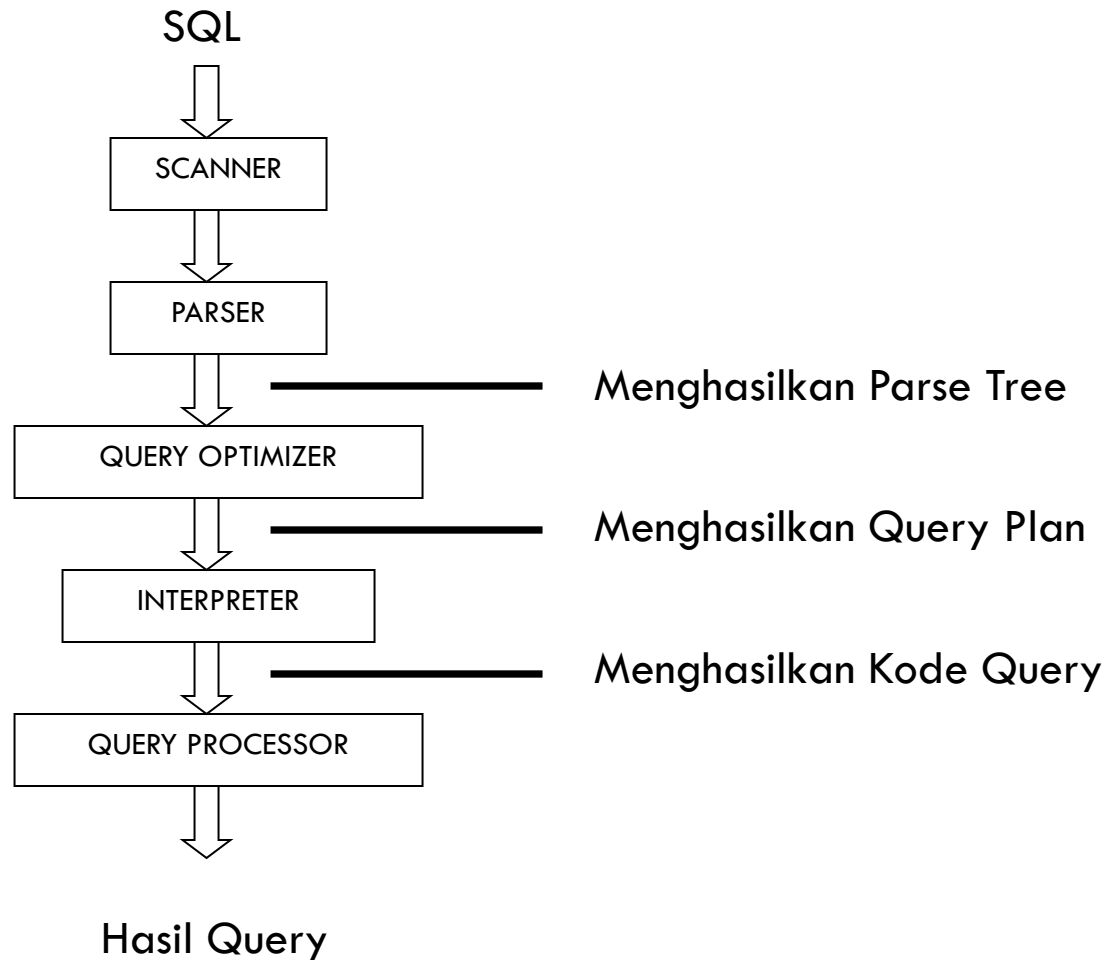 SQL
SCANNER
PARSER
Menghasilkan Parse Tree
QUERY OPTIMIZER
Menghasilkan Query Plan
INTERPRETER
Menghasilkan Kode Query
QUERY PROCESSOR
Hasil Query